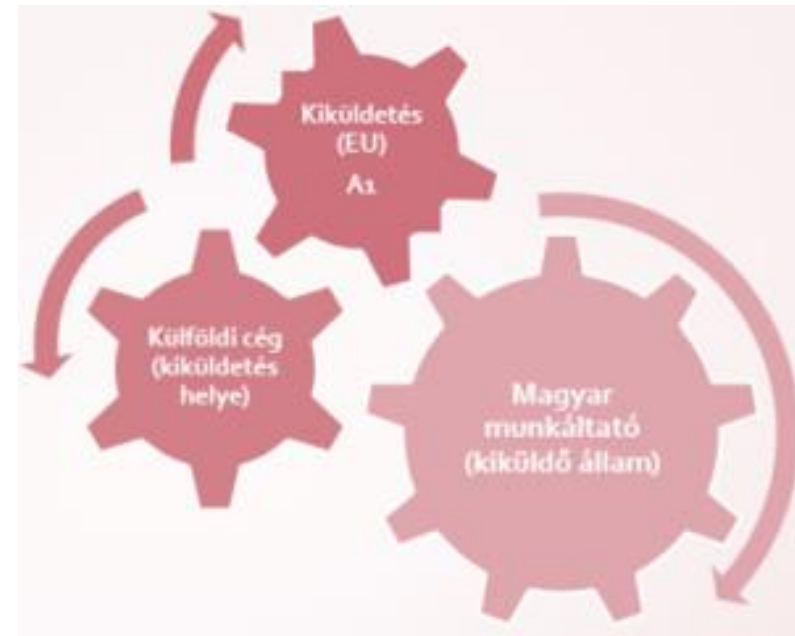 Kiküldetés
(EU)
A1
Külföldi cég
(kiküldetés
helye)
Magyar
munkáltató
(kiküldő állam)